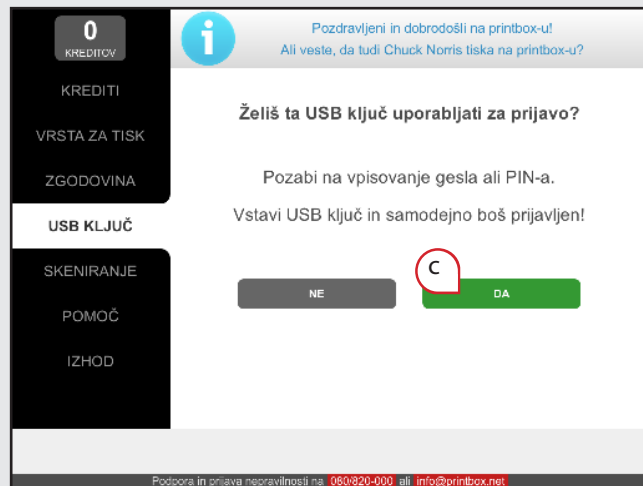 0
KREDITOV
Pozdravljeni in dobrodošli na printbox-u!
Ali veste, da tudi Chuck Norris tiska na printbox-u?
KREDITI
VRSTA ZA TISK
ZGODOVINA
USB KLJUČ
SKENIRANJE
POMOČ
IZHOD
Želiš ta USB ključ uporabljati za prijavo?
Pozabi na vpisovanje gesla ali PIN-a.
Vstavi USB ključ in samodejno boš prijavljen!
C
NE
DA
Podpora in prijava nepravilnosti na 080/820-000 ali info@printbox.net